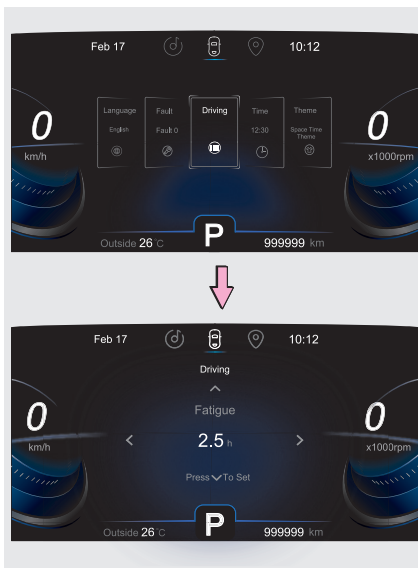 Feb 17 10:12
Language Fault Driving Time Theme
English Fault 0 12:30 Space Time
Theme
0 0
km/h x1000rpm
P
Outside 26 °C 999999 km
Feb 17 10:12
Driving
Fatigue
0 2.5 h 0
km/h x1000rpm
Press To Set
P
Outside 26 °C 999999 km